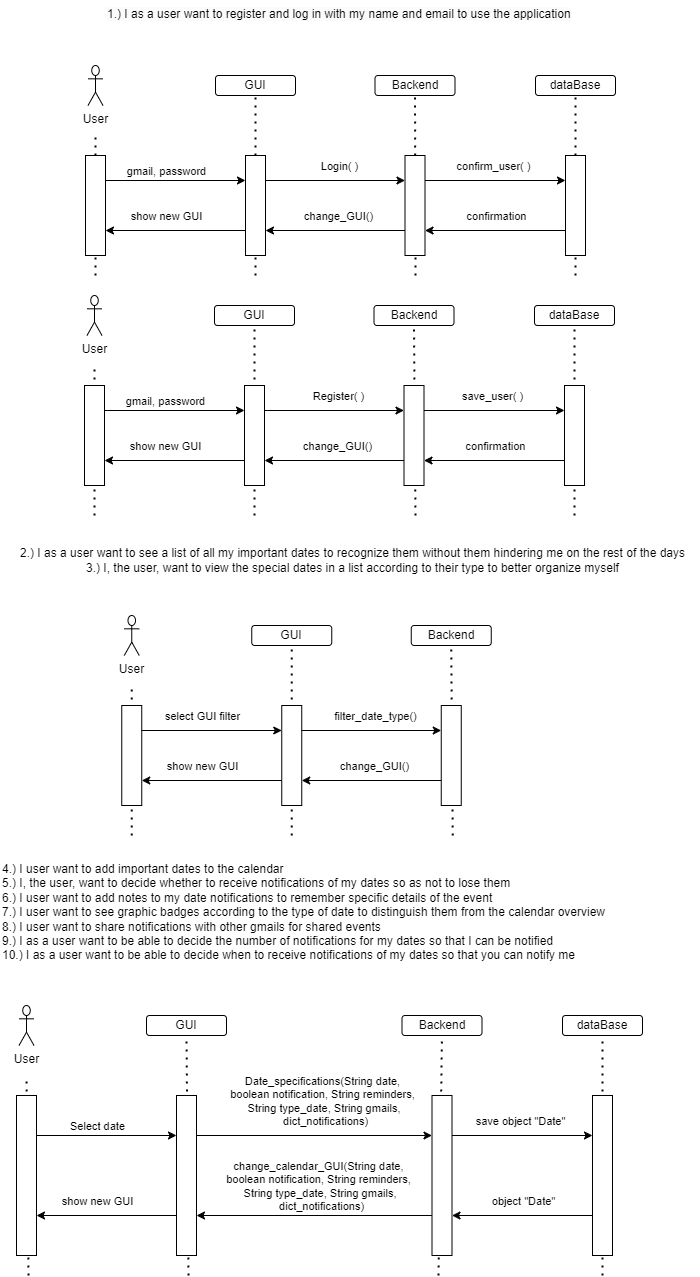 1.) I as a user want to register and log in with my name and email to use the application
GUI Backend dataBase
User
gmail, password Login( ) confirm_user( )
show new GUI change_GUI() confirmation
GUI Backend dataBase
User
gmail, password Register( ) save_user( )
show new GUI change_GUI() confirmation
2.) I as a user want to see a list of all my important dates to recognize them without them hindering me on the rest of the days
3.) I, the user, want to view the special dates in a list according to their type to better organize myself
GUI Backend
User
select GUI filter filter_date_type()
show new GUI change_GUI()
4.) I user want to add important dates to the calendar
5.) I, the user, want to decide whether to receive notifications of my dates so as not to lose them
6.) I user want to add notes to my date notifications to remember specific details of the event
7.) I user want to see graphic badges according to the type of date to distinguish them from the calendar overview
8.) I user want to share notifications with other gmails for shared events
9.) I as a user want to be able to decide the number of notifications for my dates so that I can be notified
10.) I as a user want to be able to decide when to receive notifications of my dates so that you can notify me
GUI Backend dataBase
User
Select date
Date_specifications(String date,
boolean notification, String reminders,
String type_date, String gmails,
dict_notifications)
save object "Date"
show new GUI
change_calendar_GUI(String date,
boolean notification, String reminders,
String type_date, String gmails,
dict_notifications)
object "Date"